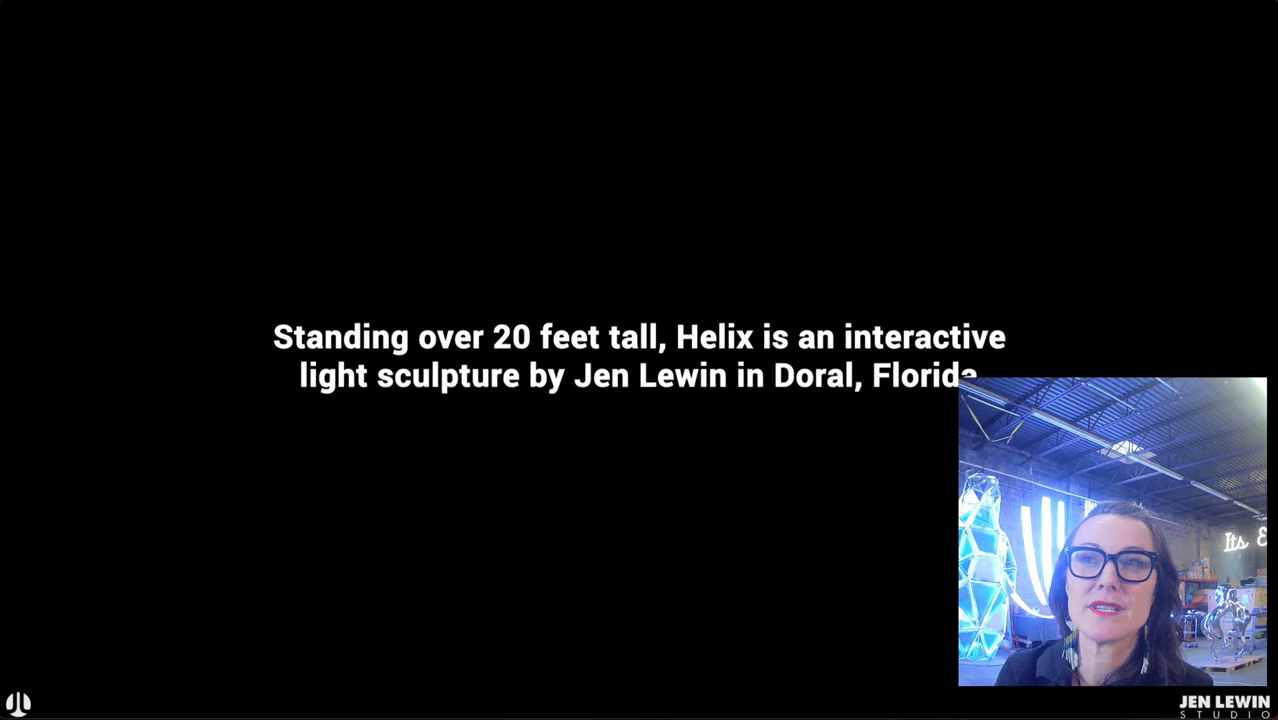 Standing over 20 feet tall, Helix is an interactive
light sculpture by Jen Lewin in Doral, Florida
Its E
JEN LEWIN
STUDIO